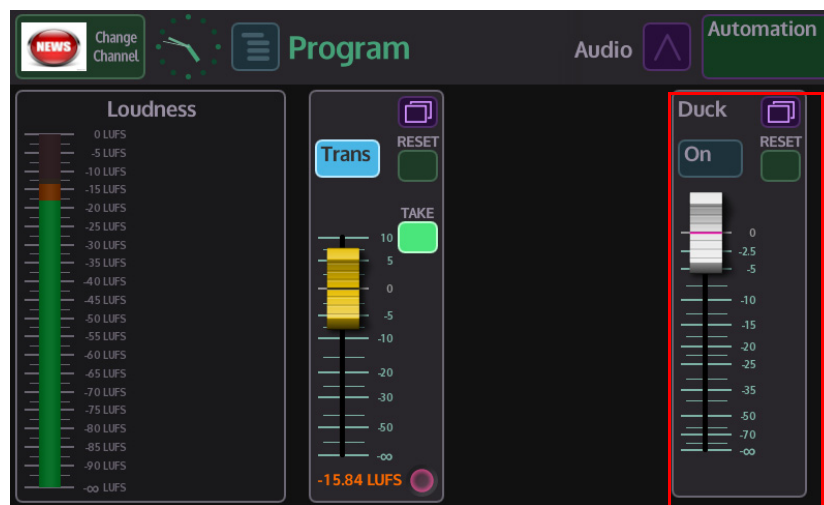 NEWS
Change
Channel
Program
Audio
Automation
Loudness
0 LUFS
-5 LUFS
-10 LUFS
-15 LUFS
-20 LUFS
-25 LUFS
-30 LUFS
-35 LUFS
-40 LUFS
-45 LUFS
-50 LUFS
-55 LUFS
-60 LUFS
-65 LUFS
-70 LUFS
-75 LUFS
-80 LUFS
-85 LUFS
-90 LUFS
-∞ LUFS
RESET
Trans
TAKE
10
5
0
-5
-10
-20
-30
-50
-∞
-15.84 LUFS
Duck
RESET
On
0
-2.5
-5
-10
-15
-20
-25
-35
-50
-70
-∞